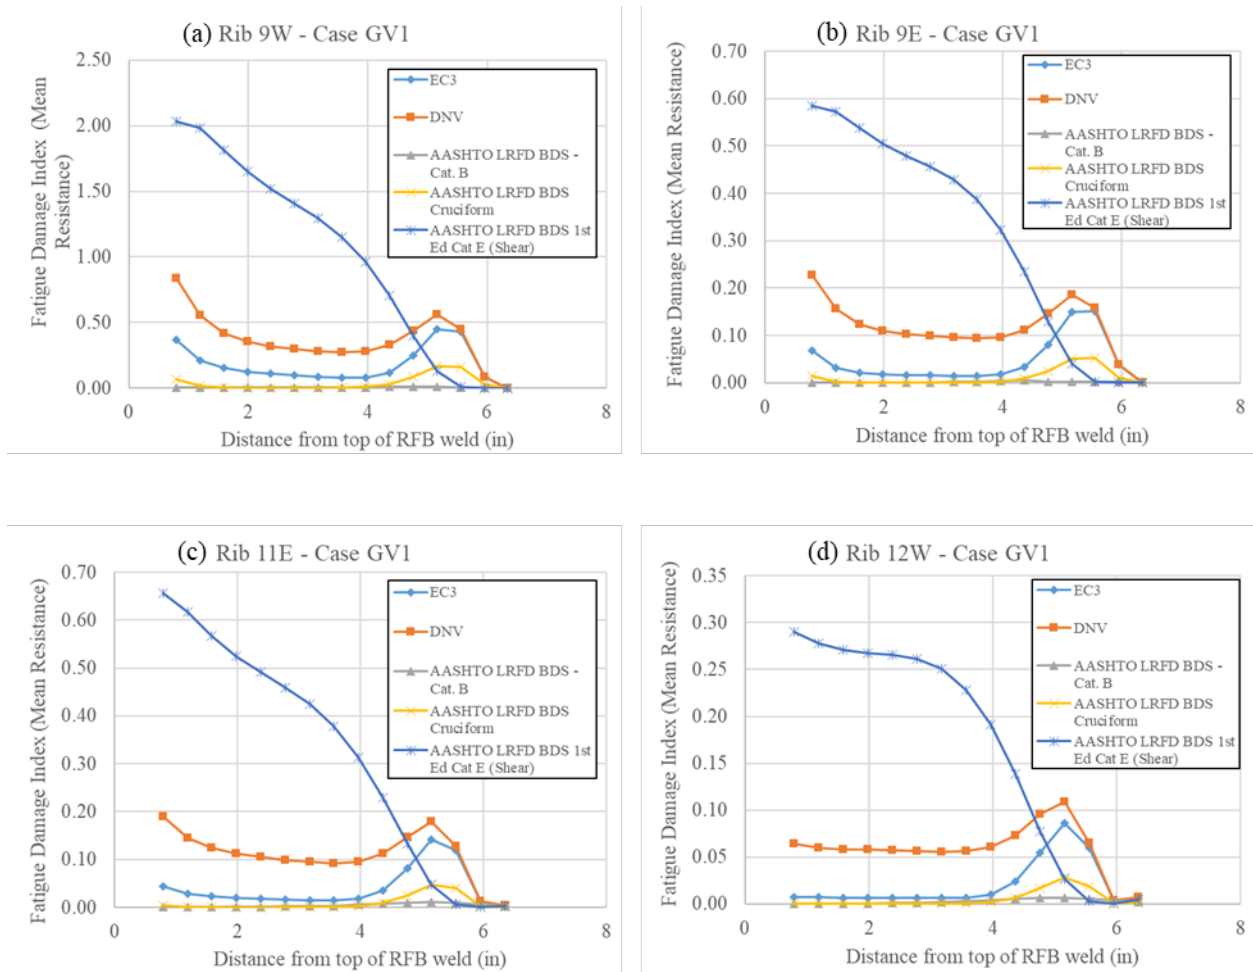 (a) Rib 9W - Case GV1
2.50
2.00
1.50
1.00
0.50
0.00
0
2
4
6
8
Fatigue Damage Index (Mean
Resistance)
Distance from top of RFB weld (in)
EC3
DNV
AASHTO LRFD BDS -
Cat. B
AASHTO LRFD BDS
Cruciform
AASHTO LRFD BDS 1st
Ed Cat E (Shear)
(b) Rib 9E - Case GV1
0.70
0.60
0.50
0.40
0.30
0.20
0.10
0.00
0
2
4
6
8
Fatigue Damage Index (Mean Resistance)
Distance from top of RFB weld (in)
EC3
DNV
AASHTO LRFD BDS -
Cat. B
AASHTO LRFD BDS
Cruciform
AASHTO LRFD BDS 1st
Ed Cat E (Shear)
(c) Rib 11E - Case GV1
0.70
0.60
0.50
0.40
0.30
0.20
0.10
0.00
0
2
4
6
8
Fatigue Damage Index (Mean Resistance)
Distance from top of RFB weld (in)
EC3
DNV
AASHTO LRFD BDS -
Cat. B
AASHTO LRFD BDS
Cruciform
AASHTO LRFD BDS 1st
Ed Cat E (Shear)
(d) Rib 12W - Case GV1
0.35
0.30
0.25
0.20
0.15
0.10
0.05
0.00
0
2
4
6
8
Fatigue Damage Index (Mean Resistance)
Distance from top of RFB weld (in)
EC3
DNV
AASHTO LRFD BDS -
Cat. B
AASHTO LRFD BDS
Cruciform
AASHTO LRFD BDS 1st
Ed Cat E (Shear)